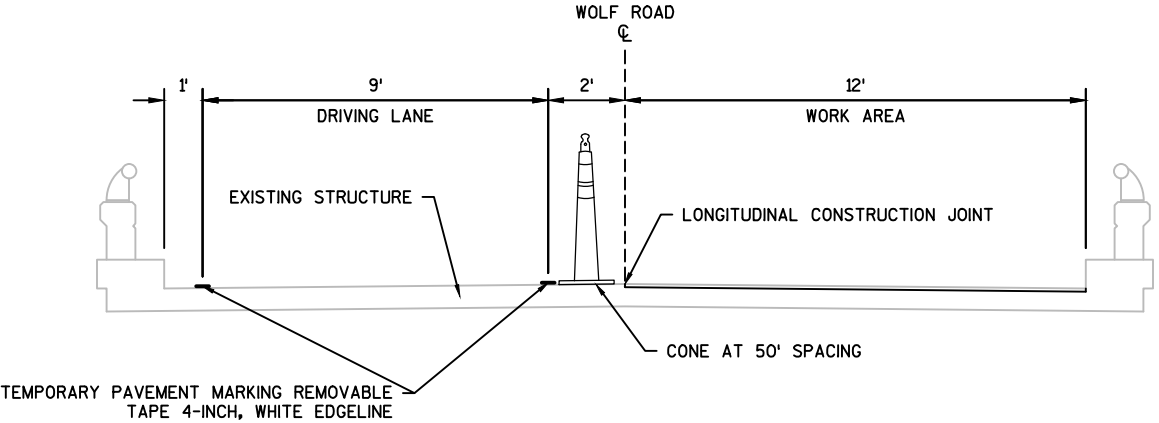 WOLF ROAD
℄
1'
9'
2'
12'
DRIVING LANE
WORK AREA
EXISTING STRUCTURE
LONGITUDINAL CONSTRUCTION JOINT
CONE AT 50' SPACING
TEMPORARY PAVEMENT MARKING REMOVABLE
TAPE 4-INCH, WHITE EDGELINE